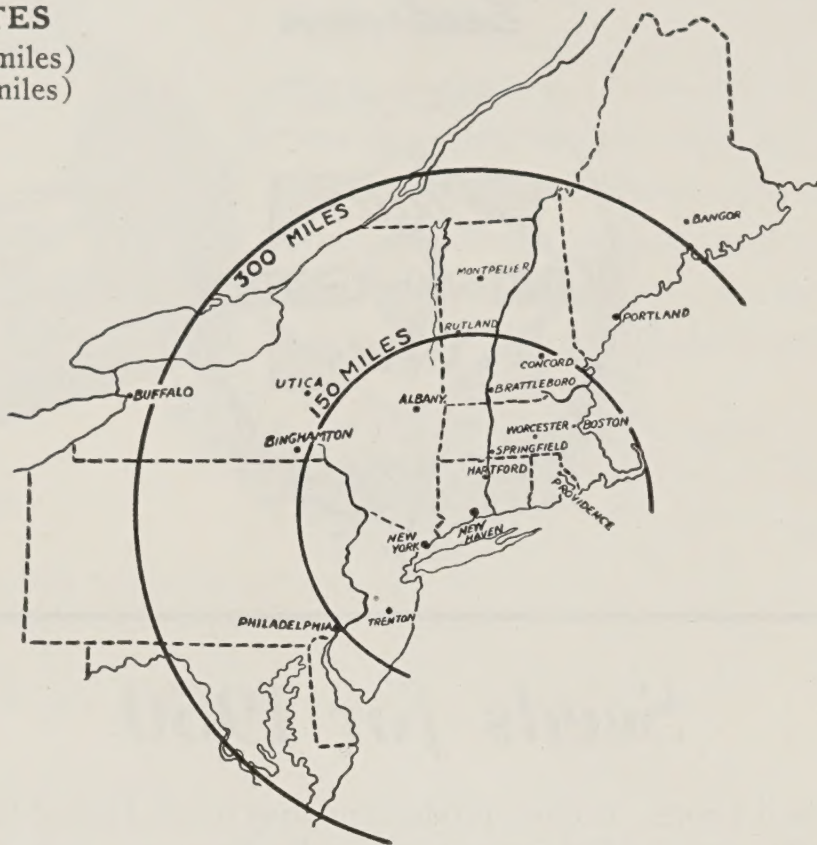 TES
miles)
miles)
300 MILES
BANGOR
MONTPELIER
PORTLAND
RUTLAND
150 MILES
CONCORD
BUFFALO
UTICA
BRATTLEBORO
ALBANY
WORCESTER
BOSTON
BINGHAMTON
SPRINGFIELD
HARTFORD
PROVIDENCE
NEW
HAVEN
NEW
YORK
TRENTON
PHILADELPHIA